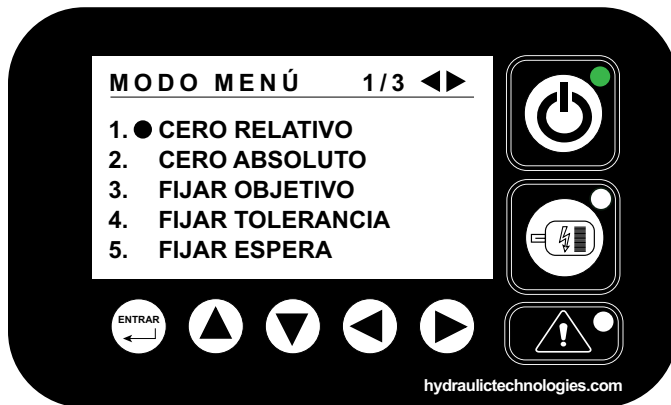 MODO MENÚ 1/3
1. CERO RELATIVO
2. CERO ABSOLUTO
3. FIJAR OBJETIVO
4. FIJAR TOLERANCIA
5. FIJAR ESPERA
ENTRAR
hydraulictechnologies.com